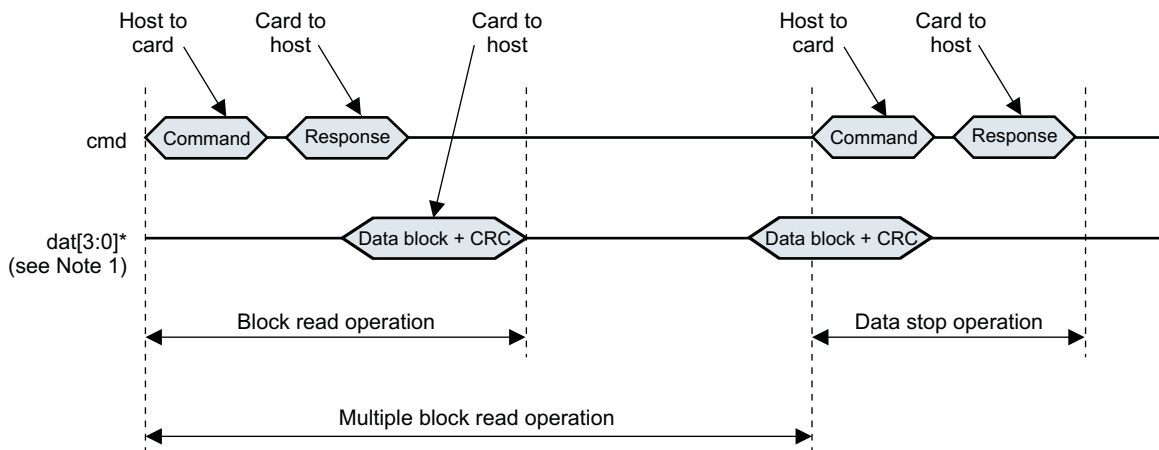 Host to
card
Card to
host
Card to
host
Host to
card
Card to
host
cmd
Command
Response
Command
Response
dat[3:0]*
(see Note 1)
Data block + CRC
Data block + CRC
Block read operation
Data stop operation
Multiple block read operation